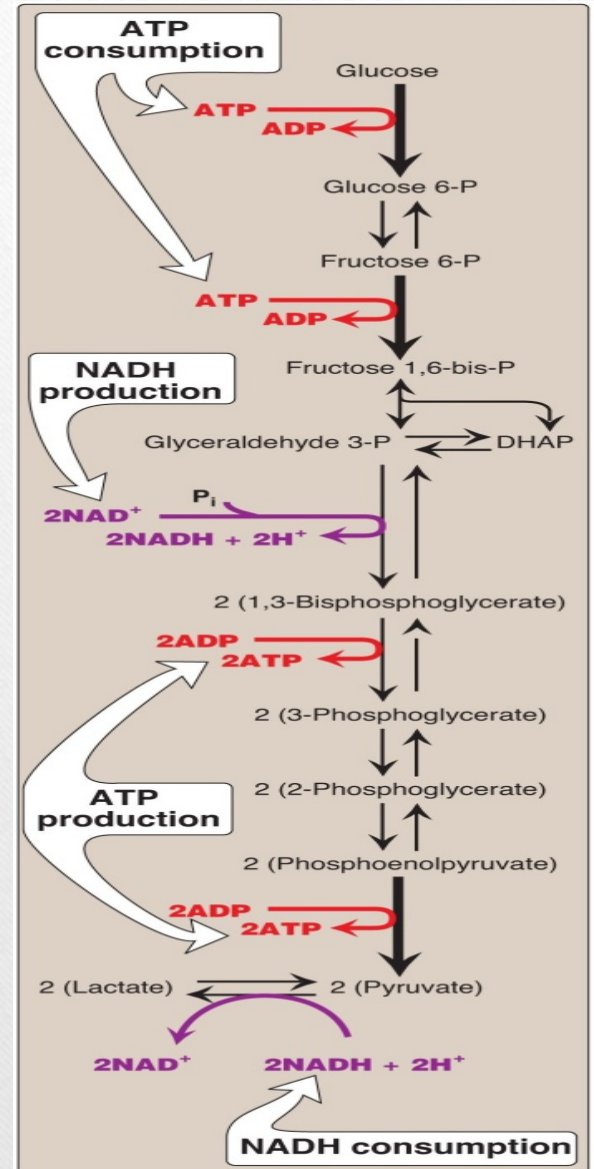 ATP
consumption
Glucose
ATP
ADP
Glucose 6-P
Fructose 6-P
ATP
ADP
NADH
production
Fructose 1,6-bis-P
Glyceraldehyde 3-P
DHAP
Pi
2NAD+
2NADH + 2H+
2 (1,3-Bisphosphoglycerate)
2ADP
2ATP
2 (3-Phosphoglycerate)
ATP
production
2 (2-Phosphoglycerate)
2 (Phosphoenolpyruvate)
2ADP
2ATP
2 (Lactate)
2 (Pyruvate)
2NAD+
2NADH + 2H+
NADH consumption